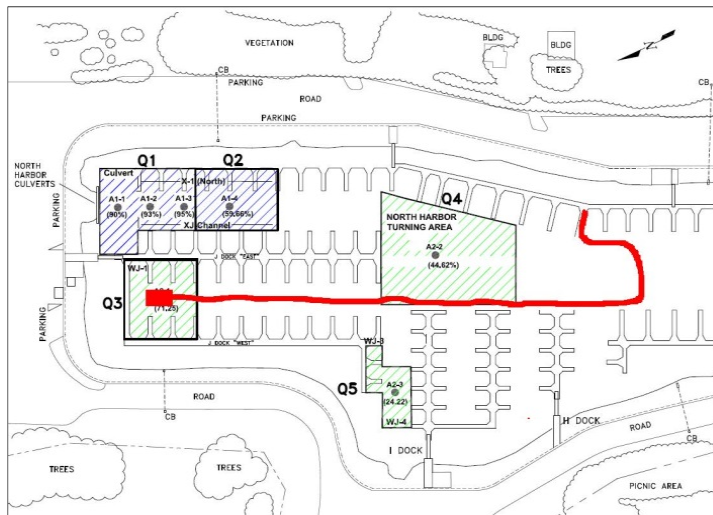 VEGETATION
BLDG
BLDG
TREES
N
CB
PARKING
CB
ROAD
PARKING
NORTH
HARBOR
CULVERTS
Q1
Q2
Culvert
X-1 (North)
A1-1
(90%)
A1-2
(93%)
A1-3
(95%)
A1-4
(59.66%)
XJ Channel
PARKING
Q4
NORTH HARBOR
TURNING AREA
A2-2
(44.62%)
J DOCK "EAST"
WJ-1
Q3
(71.25)
PARKING
J DOCK "WEST"
WJ-3
Q5
A2-3
(24.22)
WJ-4
ROAD
CB
I DOCK
H DOCK
ROAD
CB
TREES
TREES
PICNIC AREA